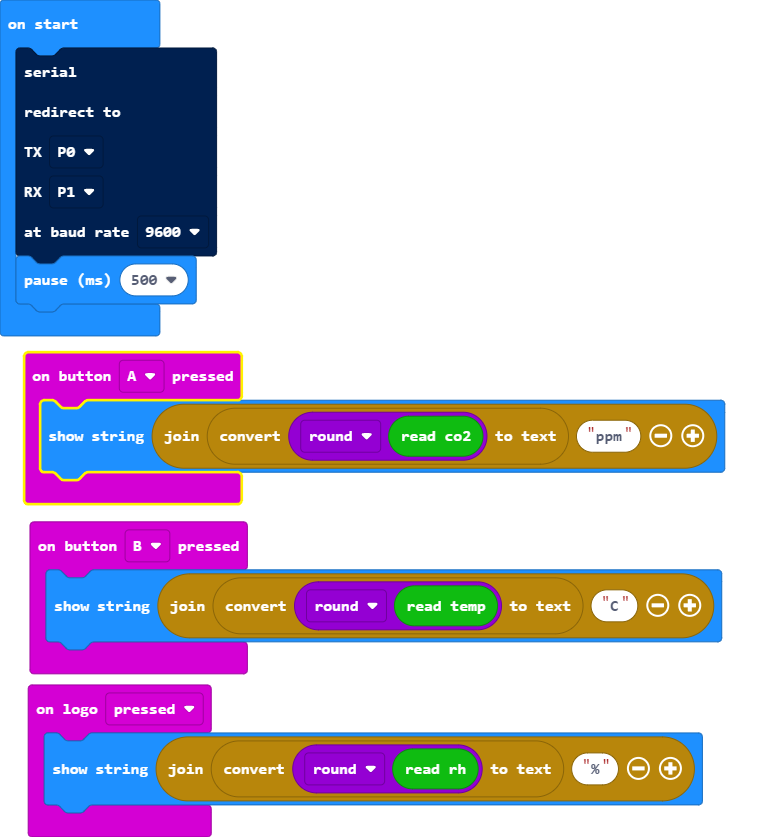 on start
serial
redirect to
TX P0
RX P1
at baud rate 9600
pause (ms) 500
on button A pressed
show string join convert round read co2 to text "ppm"
on button B pressed
show string join convert round read temp to text "C"
on logo pressed
show string join convert round read rh to text "%"